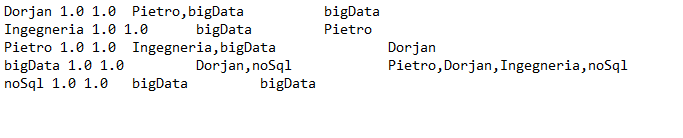 Dorjan 1.0 1.0 Pietro,bigData bigData
Ingegneria 1.0 1.0 bigData Pietro
Pietro 1.0 1.0 Ingegneria,bigData Dorjan
bigData 1.0 1.0 Dorjan,noSql Pietro,Dorjan,Ingegneria,noSql
noSql 1.0 1.0 bigData bigData